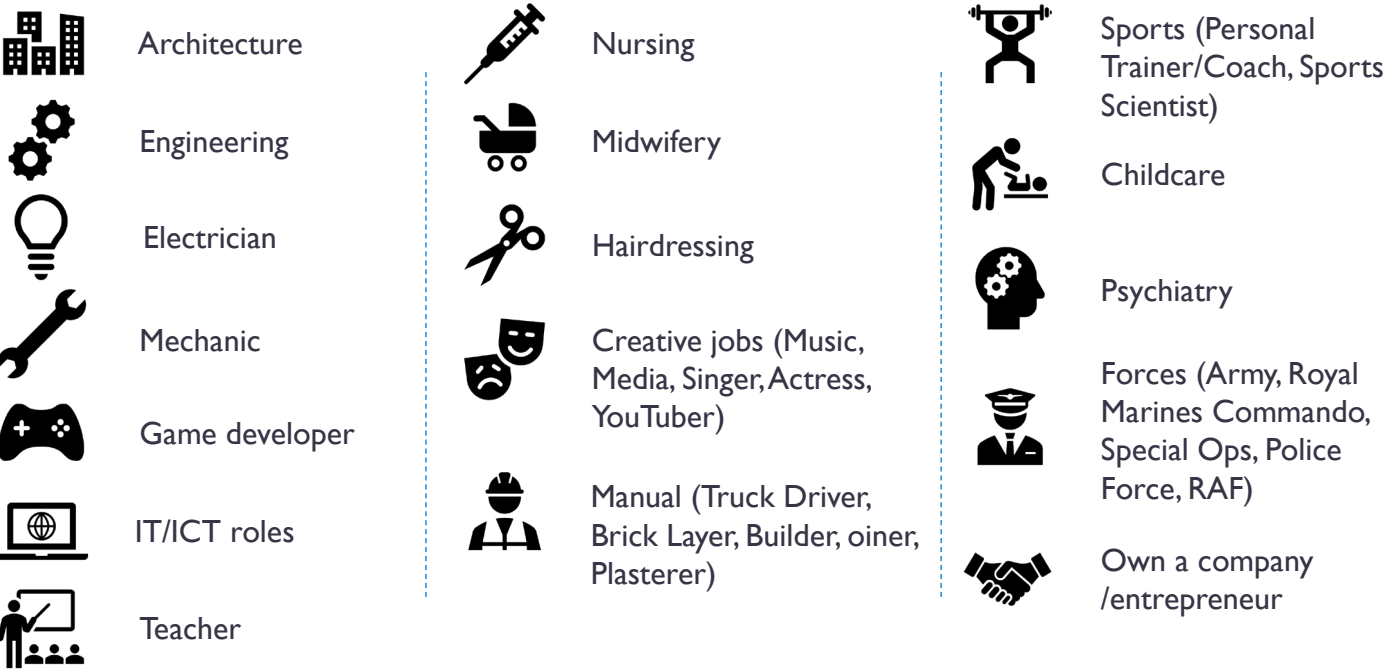 Architecture
Engineering
Electrician
Mechanic
Game developer
IT/ICT roles
Teacher
Nursing
Midwifery
Hairdressing
Creative jobs (Music,
Media, Singer, Actress,
YouTuber)
Manual (Truck Driver,
Brick Layer, Builder, oiner,
Plasterer)
Sports (Personal
Trainer/Coach, Sports
Scientist)
Childcare
Psychiatry
Forces (Army, Royal
Marines Commando,
Special Ops, Police
Force, RAF)
Own a company
/entrepreneur